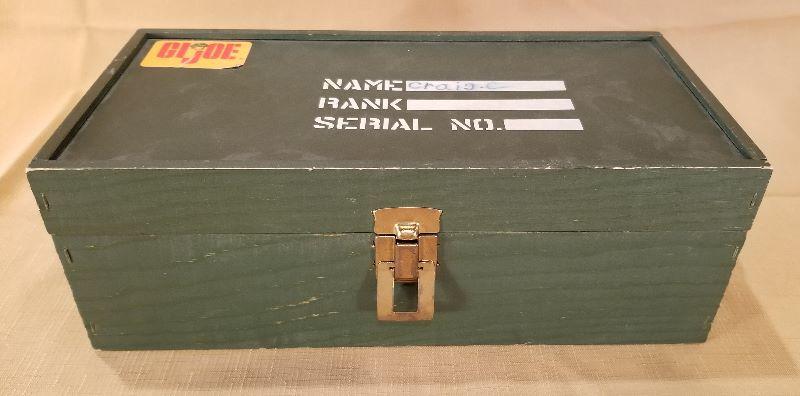 GI JOE
NAME craig.c
RANK
SERIAL NO.